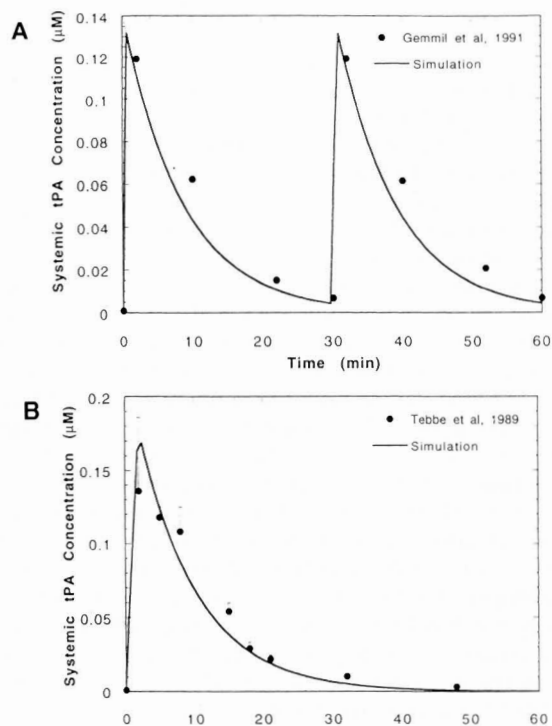 A
Systemic tPA Concentration (μM)
0.14
0.12
0.1
0.08
0.06
0.04
0.02
0
Gemmil et al, 1991
Simulation
0 10 20 30 40 50 60
Time (min)
B
Systemic tPA Concentration (μM)
0.2
0.15
0.1
0.05
0
Tebbe et al, 1989
Simulation
0 10 20 30 40 50 60